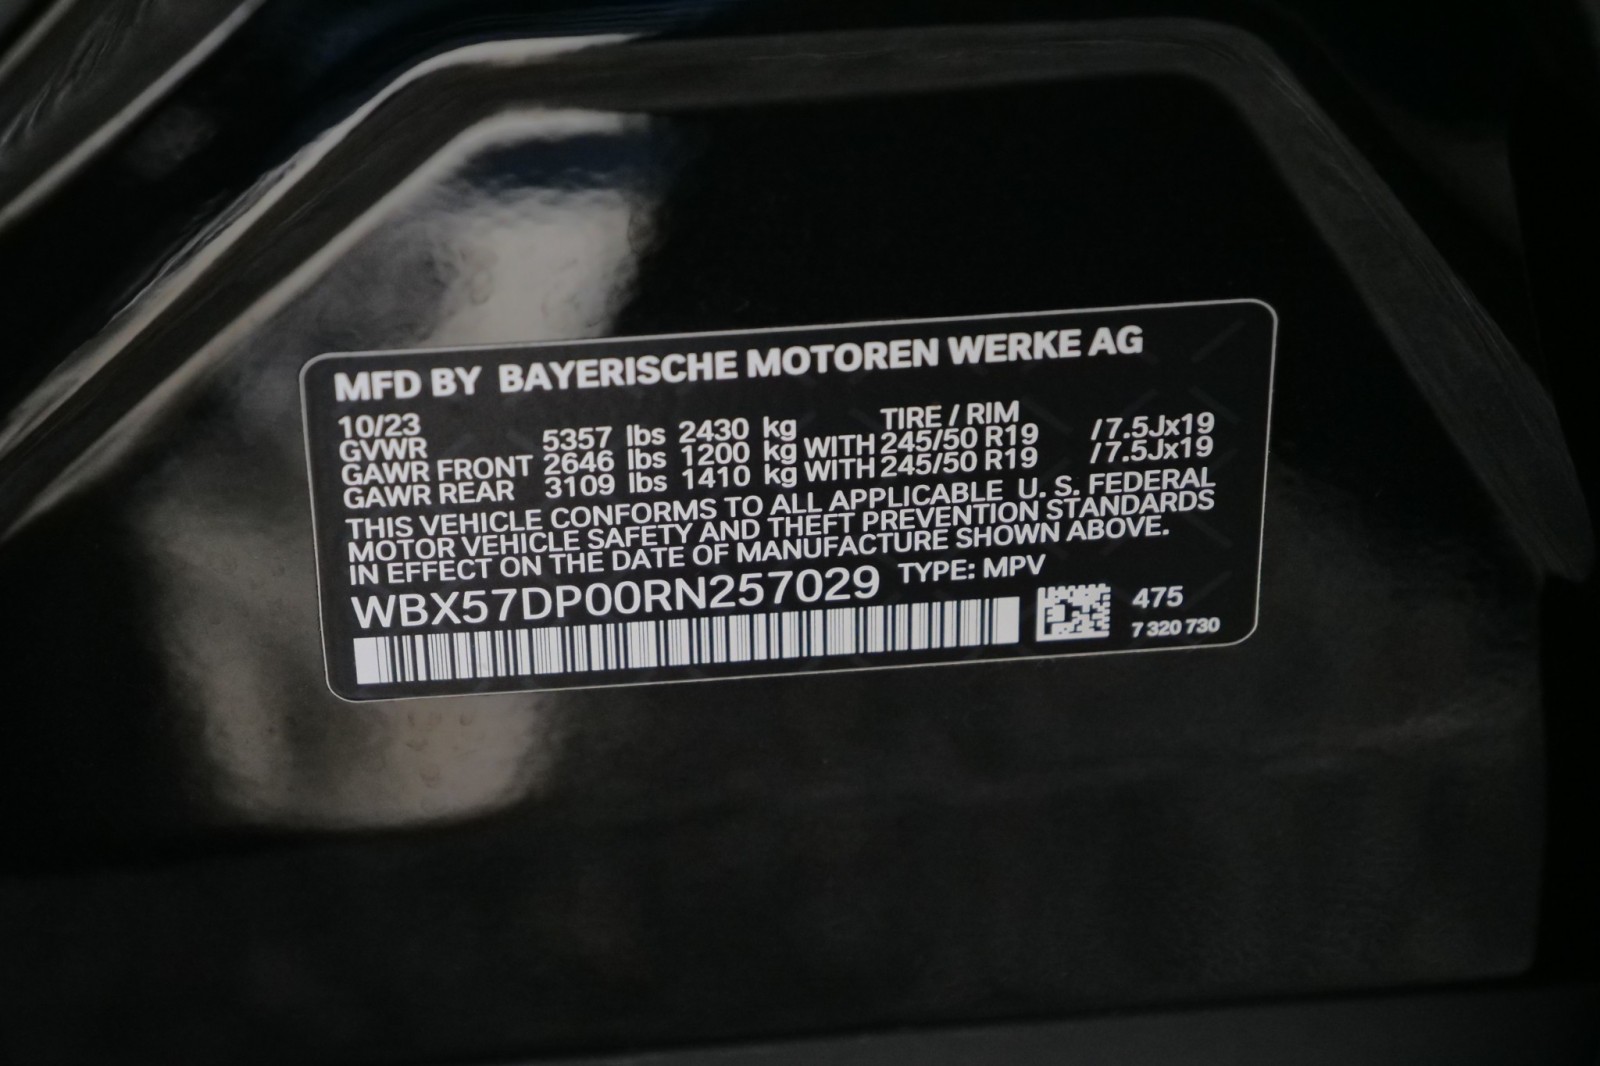 MFD BY BAYERISCHE MOTOREN WERKE AG
10/23 TIRE / RIM
GVWR 5357 lbs 2430 kg
GAWR FRONT 2646 lbs 1200 kg WITH 245/50 R19 /7.5Jx19
GAWR REAR 3109 lbs 1410 kg WITH 245/50 R19 /7.5Jx19
THIS VEHICLE CONFORMS TO ALL APPLICABLE U. S. FEDERAL
MOTOR VEHICLE SAFETY AND THEFT PREVENTION STANDARDS
IN EFFECT ON THE DATE OF MANUFACTURE SHOWN ABOVE.
WBX57DP00RN257029 TYPE: MPV
475
7 320 730